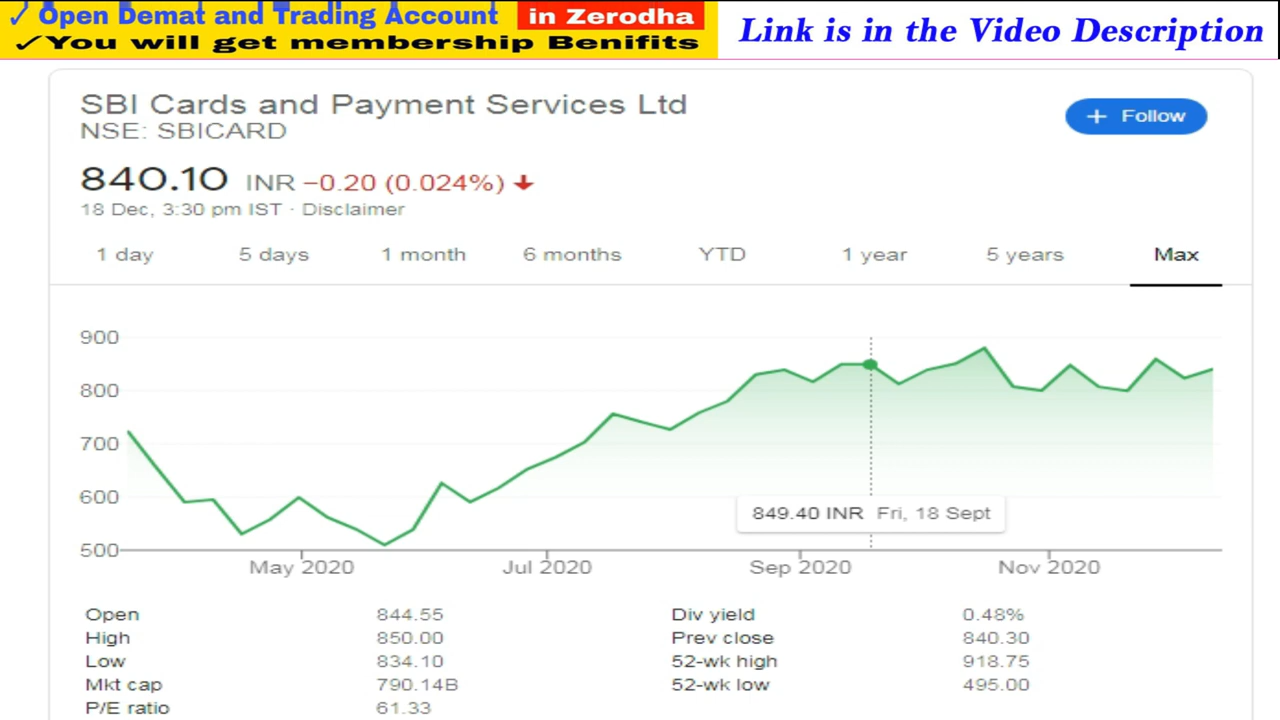 ✓ Open Demat and Trading Account in Zerodha
✓You will get membership Benifits
Link is in the Video Description
SBI Cards and Payment Services Ltd
NSE: SBICARD
+ Follow
840.10 INR −0.20 (0.024%) ↓
18 Dec, 3:30 pm IST · Disclaimer
1 day 5 days 1 month 6 months YTD 1 year 5 years Max
900
800
700
600
500
849.40 INR Fri, 18 Sept
May 2020 Jul 2020 Sep 2020 Nov 2020
Open 844.55 Div yield 0.48%
High 850.00 Prev close 840.30
Low 834.10 52-wk high 918.75
Mkt cap 790.14B 52-wk low 495.00
P/E ratio 61.33